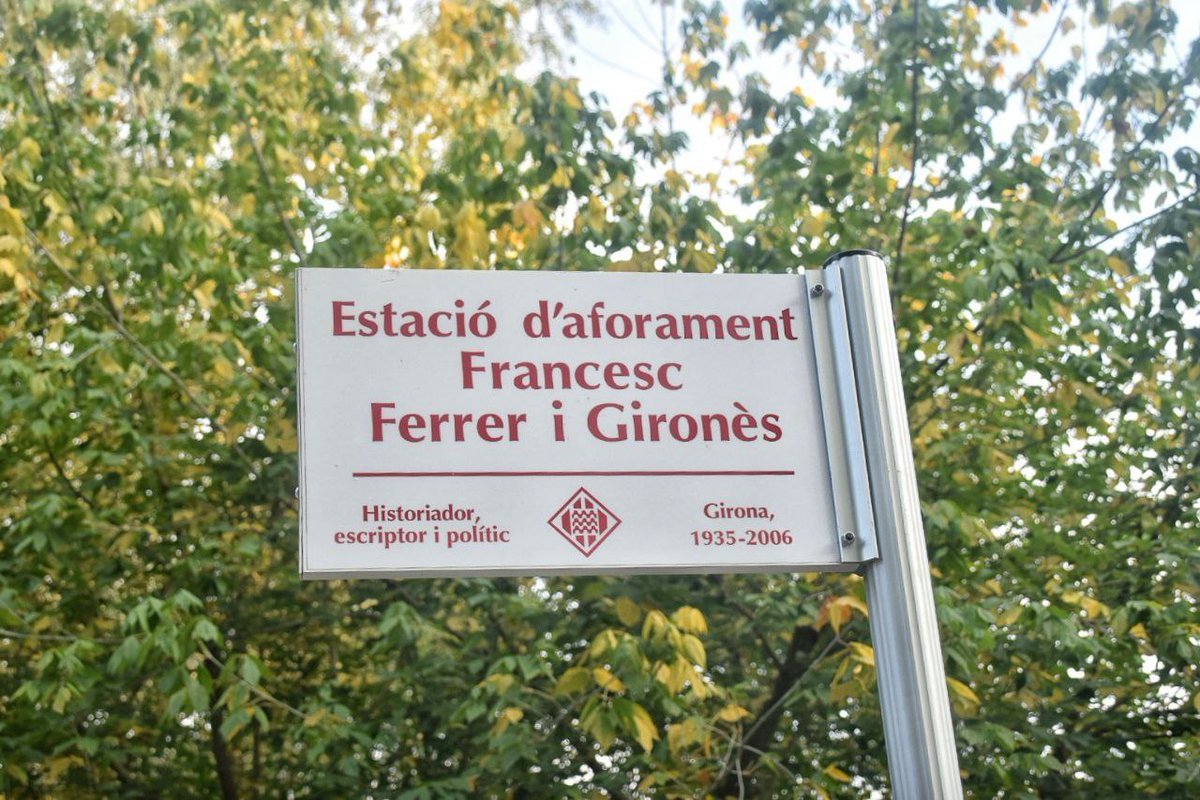 Estació d'aforament
Francesc
Ferrer i Gironès
Historiador,
escriptor i polític
Girona,
1935-2006